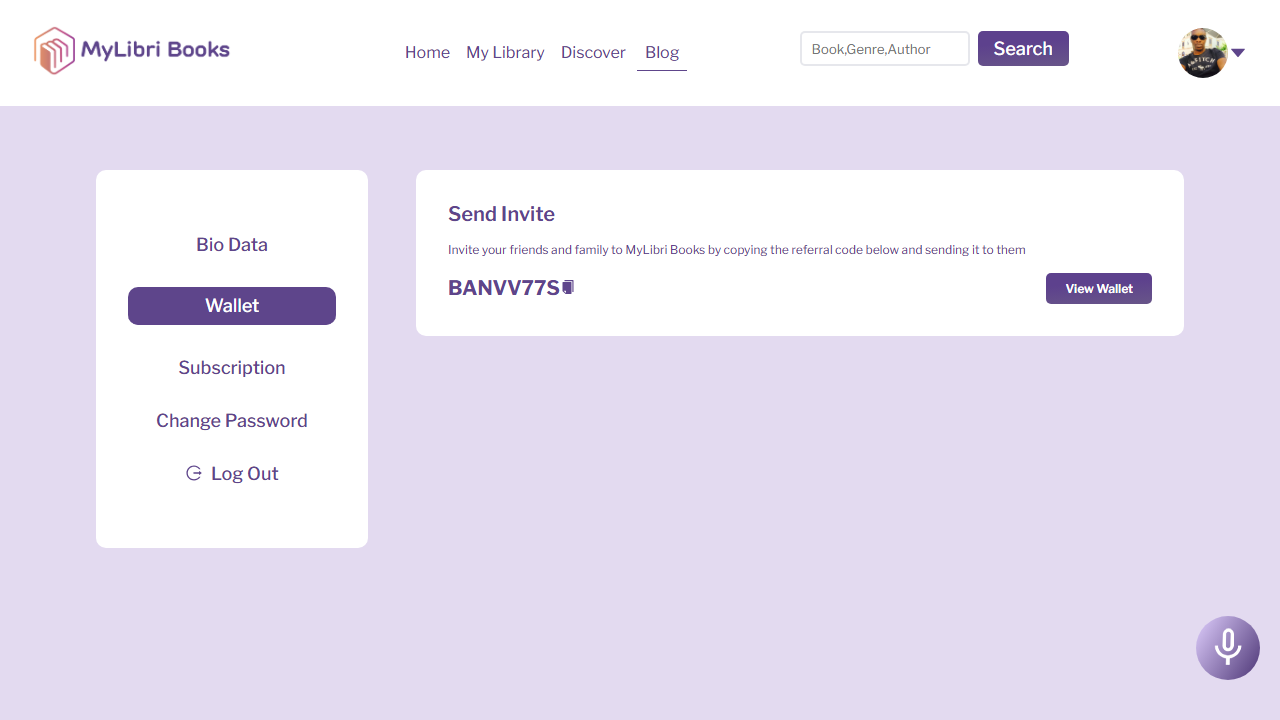 MyLibri Books
Home My Library Discover Blog
Book,Genre,Author
Search
Bio Data
Wallet
Subscription
Change Password
Log Out
Send Invite
Invite your friends and family to MyLibri Books by copying the referral code below and sending it to them
BANVV77S
View Wallet